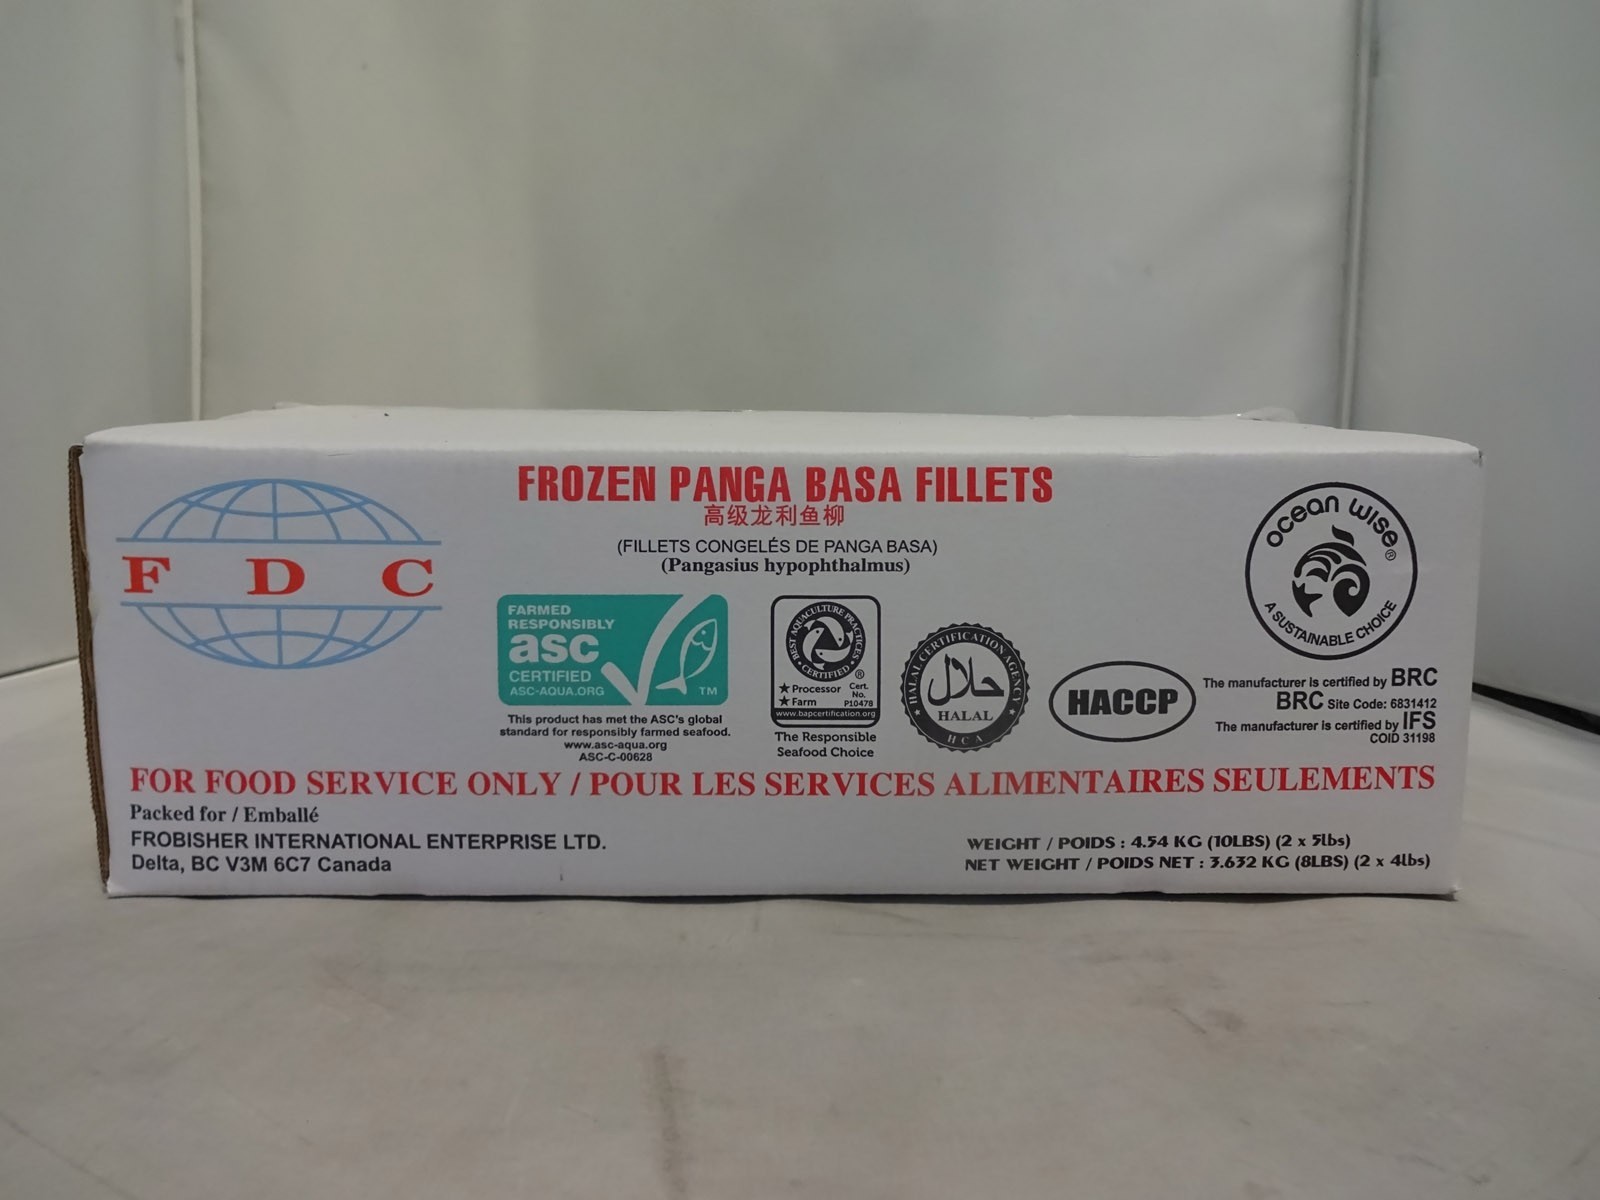 FROZEN PANGA BASA FILLETS
高级龙利鱼柳
(FILLETS CONGELÉS DE PANGA BASA)
(Pangasius hypophthalmus)
F D C
FARMED
RESPONSIBLY
asc
CERTIFIED
ASC-AQUA.ORG
TM
This product has met the ASC's global
standard for responsibly farmed seafood.
www.asc-aqua.org
ASC-C-00628
BEST AQUACULTURE PRACTICES
CERTIFIED ®
★ Processor
★ Farm
Cert.
No.
P10478
www.bapcertification.org
The Responsible
Seafood Choice
HALAL CERTIFICATION AGENCY
حلال
HALAL
HCA
HACCP
ocean wise®
A SUSTAINABLE CHOICE
The manufacturer is certified by BRC
BRC Site Code: 6831412
The manufacturer is certified by IFS
COID 31198
FOR FOOD SERVICE ONLY / POUR LES SERVICES ALIMENTAIRES SEULEMENTS
Packed for / Emballé
FROBISHER INTERNATIONAL ENTERPRISE LTD.
Delta, BC V3M 6C7 Canada
WEIGHT / POIDS : 4.54 KG (10LBS) (2 x 5lbs)
NET WEIGHT / POIDS NET : 3.632 KG (8LBS) (2 x 4lbs)